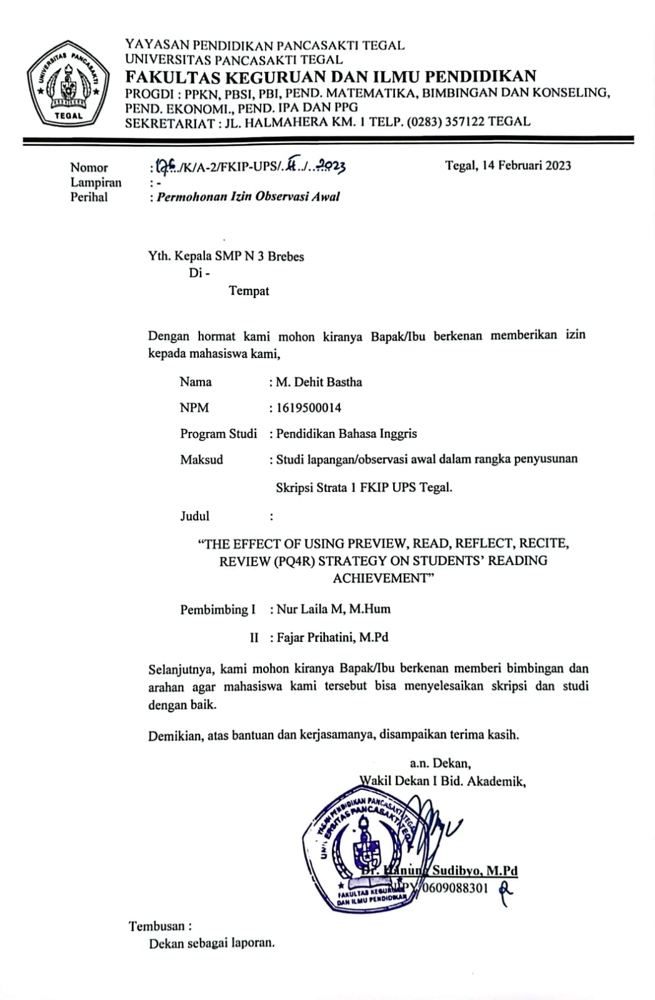 UNIVERSITAS PANCASAKTI
TEGAL
YAYASAN PENDIDIKAN PANCASAKTI TEGAL
UNIVERSITAS PANCASAKTI TEGAL
FAKULTAS KEGURUAN DAN ILMU PENDIDIKAN
PROGDI : PPKN, PBSI, PBI, PEND. MATEMATIKA, BIMBINGAN DAN KONSELING,
PEND. EKONOMI., PEND. IPA DAN PPG
SEKRETARIAT : JL. HALMAHERA KM. 1 TELP. (0283) 357122 TEGAL
Nomor : /K/A-2/FKIP-UPS/..II../...2023
Tegal, 14 Februari 2023
Lampiran : -
Perihal : Permohonan Izin Observasi Awal
Yth. Kepala SMP N 3 Brebes
Di -
Tempat
Dengan hormat kami mohon kiranya Bapak/Ibu berkenan memberikan izin
kepada mahasiswa kami,
Nama : M. Dehit Bastha
NPM : 1619500014
Program Studi : Pendidikan Bahasa Inggris
Maksud : Studi lapangan/observasi awal dalam rangka penyusunan
Skripsi Strata 1 FKIP UPS Tegal.
Judul :
“THE EFFECT OF USING PREVIEW, READ, REFLECT, RECITE,
REVIEW (PQ4R) STRATEGY ON STUDENTS’ READING
ACHIEVEMENT”
Pembimbing I : Nur Laila M, M.Hum
II : Fajar Prihatini, M.Pd
Selanjutnya, kami mohon kiranya Bapak/Ibu berkenan memberi bimbingan dan
arahan agar mahasiswa kami tersebut bisa menyelesaikan skripsi dan studi
dengan baik.
Demikian, atas bantuan dan kerjasamanya, disampaikan terima kasih.
a.n. Dekan,
Wakil Dekan I Bid. Akademik,
YAYASAN PENDIDIKAN PANCASAKTI TEGAL
UNIVERSITAS PANCASAKTI TEGAL
FAKULTAS KEGURUAN
DAN ILMU PENDIDIKAN
Dr. Hanung Sudibyo, M.Pd
NIPY 0609088301
Tembusan :
Dekan sebagai laporan.